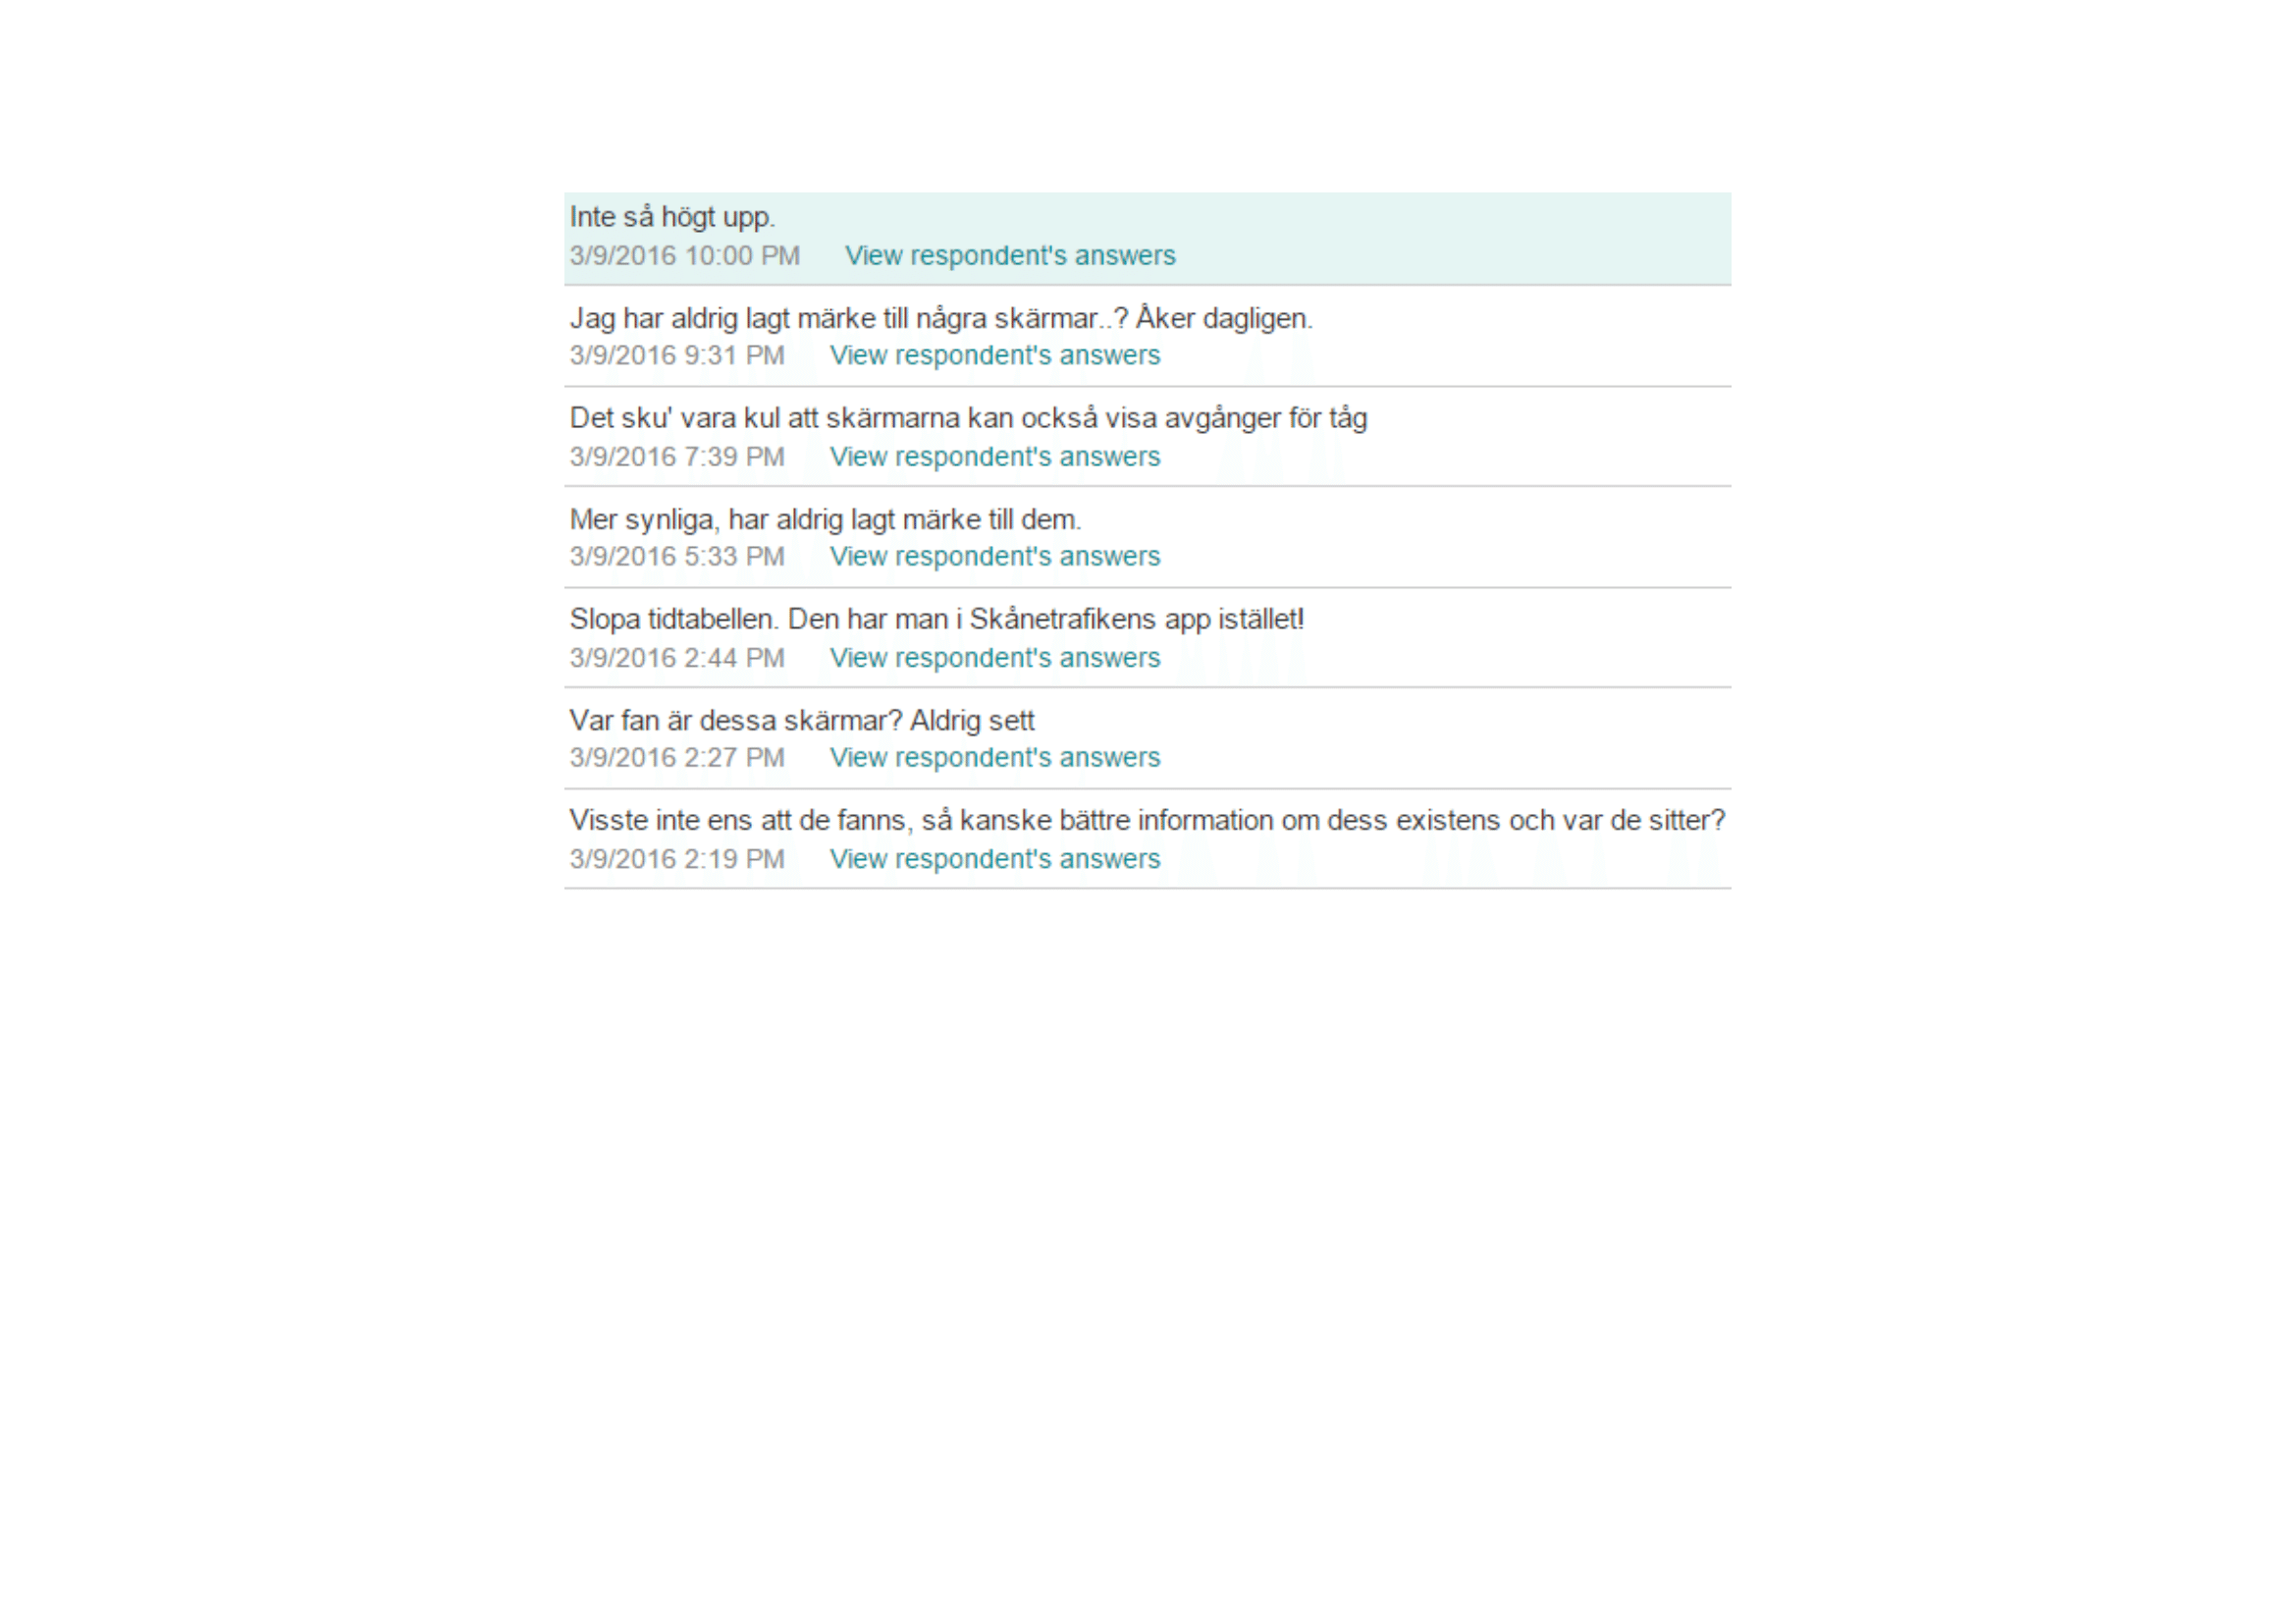 Inte så högt upp.
3/9/2016 10:00 PM View respondent's answers
Jag har aldrig lagt märke till några skärmar..? Åker dagligen.
3/9/2016 9:31 PM View respondent's answers
Det sku' vara kul att skärmarna kan också visa avgånger för tåg
3/9/2016 7:39 PM View respondent's answers
Mer synliga, har aldrig lagt märke till dem.
3/9/2016 5:33 PM View respondent's answers
Slopa tidtabellen. Den har man i Skånetrafikens app istället!
3/9/2016 2:44 PM View respondent's answers
Var fan är dessa skärmar? Aldrig sett
3/9/2016 2:27 PM View respondent's answers
Visste inte ens att de fanns, så kanske bättre information om dess existens och var de sitter?
3/9/2016 2:19 PM View respondent's answers